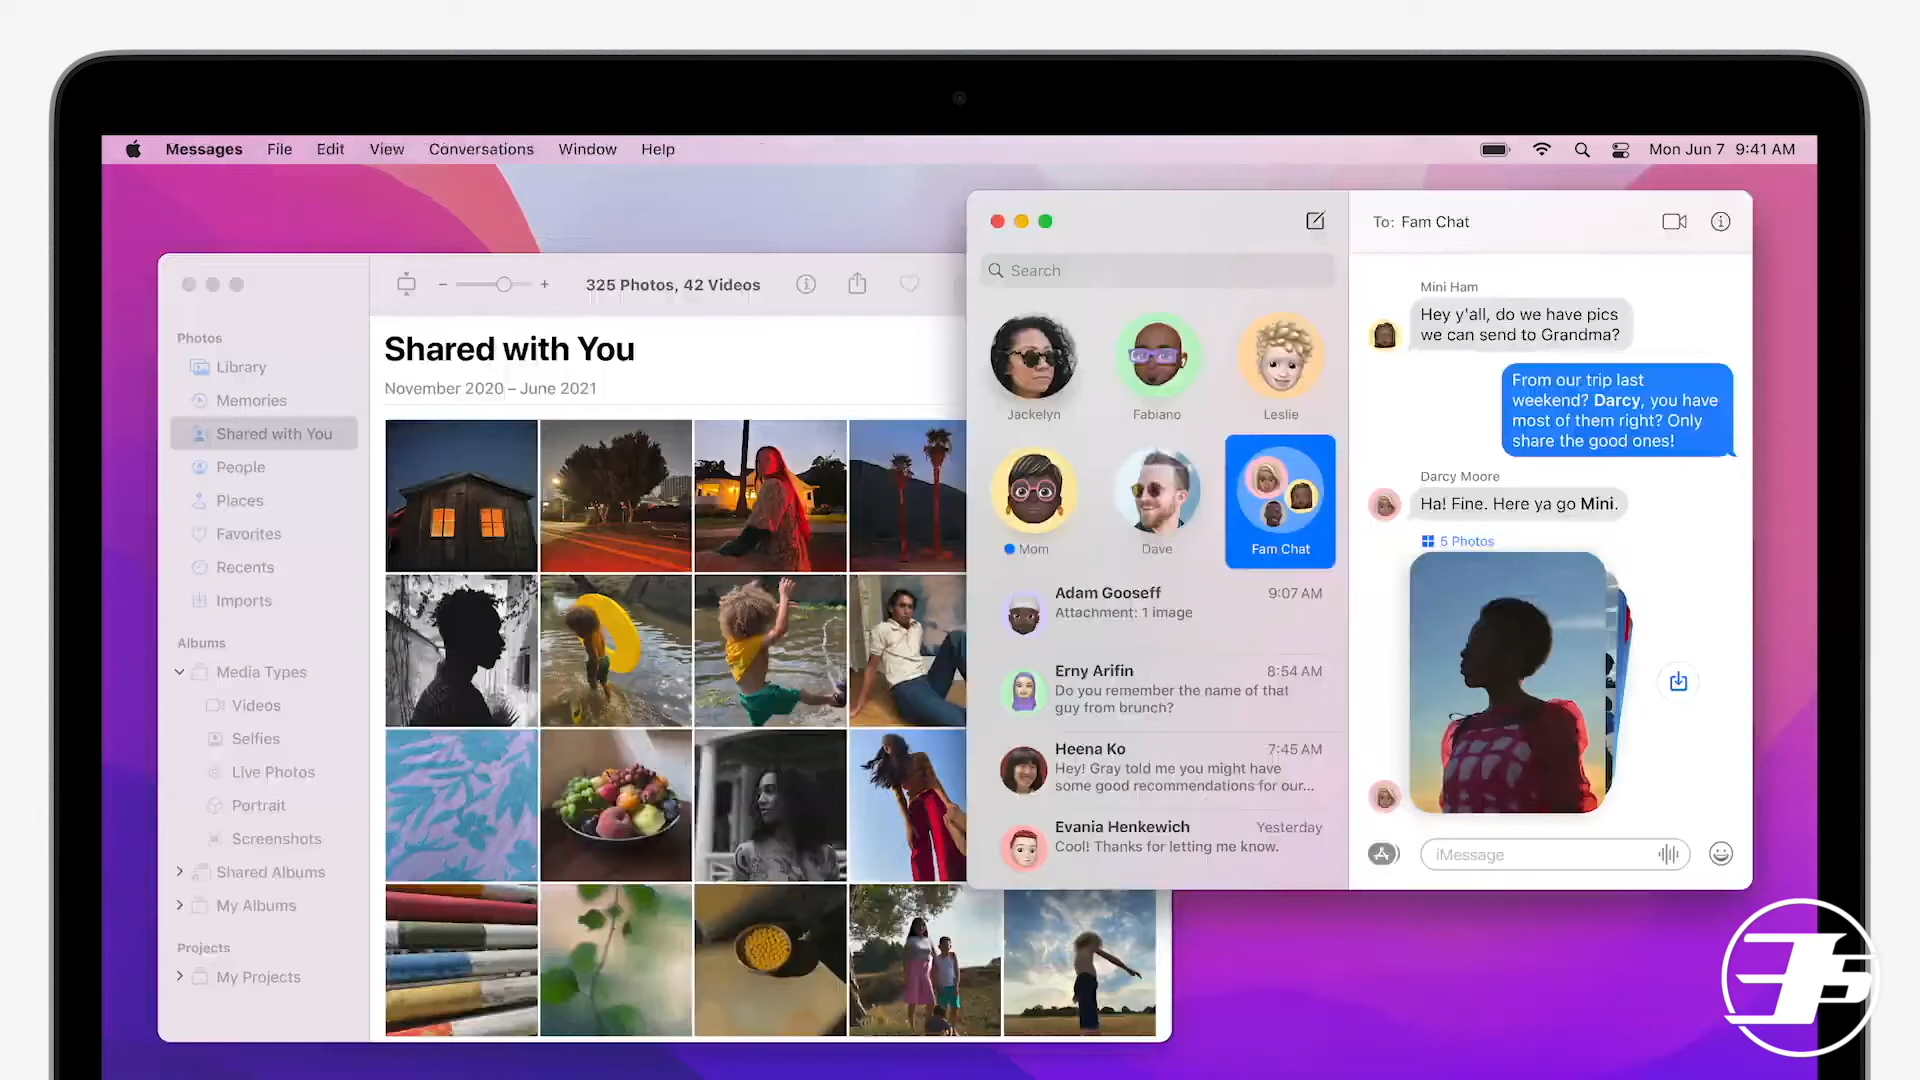 Messages File Edit View Conversations Window Help
Mon Jun 7 9:41 AM
325 Photos, 42 Videos
Photos
Library
Memories
Shared with You
People
Places
Favorites
Recents
Imports
Albums
Media Types
Videos
Selfies
Live Photos
Portrait
Screenshots
Shared Albums
My Albums
Projects
My Projects
Shared with You
November 2020 – June 2021
Search
Jackelyn
Fabiano
Leslie
Mom
Dave
Fam Chat
Adam Gooseff 9:07 AM
Attachment: 1 image
Erny Arifin 8:54 AM
Do you remember the name of that
guy from brunch?
Heena Ko 7:45 AM
Hey! Gray told me you might have
some good recommendations for our...
Evania Henkewich Yesterday
Cool! Thanks for letting me know.
To: Fam Chat
Mini Ham
Hey y'all, do we have pics
we can send to Grandma?
From our trip last
weekend? Darcy, you have
most of them right? Only
share the good ones!
Darcy Moore
Ha! Fine. Here ya go Mini.
5 Photos
iMessage